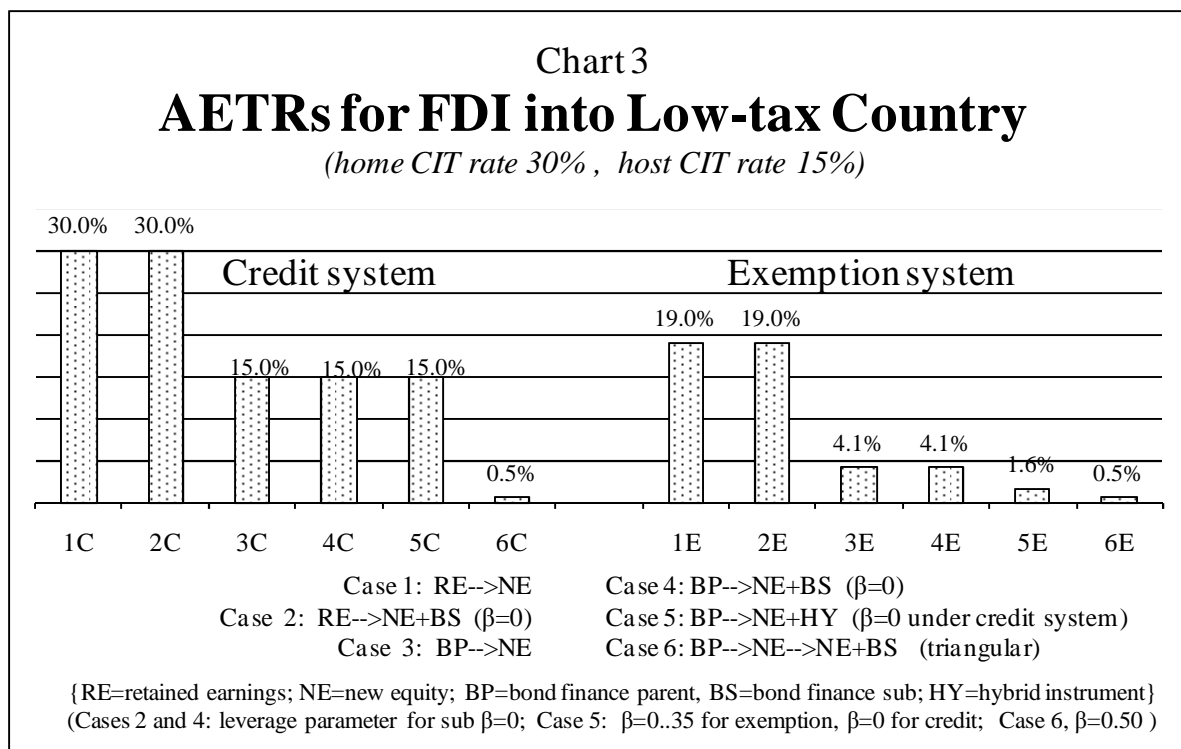 Chart 3
AETRs for FDI into Low-tax Country
(home CIT rate 30% , host CIT rate 15%)
30.0% 30.0%
Credit system Exemption system
19.0% 19.0%
15.0% 15.0% 15.0%
4.1% 4.1%
1.6%
0.5% 0.5%
1C 2C 3C 4C 5C 6C 1E 2E 3E 4E 5E 6E
Case 1: RE-->NE Case 4: BP-->NE+BS (β=0)
Case 2: RE-->NE+BS (β=0) Case 5: BP-->NE+HY (β=0 under credit system)
Case 3: BP-->NE Case 6: BP-->NE-->NE+BS (triangular)
{RE=retained earnings; NE=new equity; BP=bond finance parent, BS=bond finance sub; HY=hybrid instrument}
(Cases 2 and 4: leverage parameter for sub β=0; Case 5: β=0..35 for exemption, β=0 for credit; Case 6, β=0.50 )